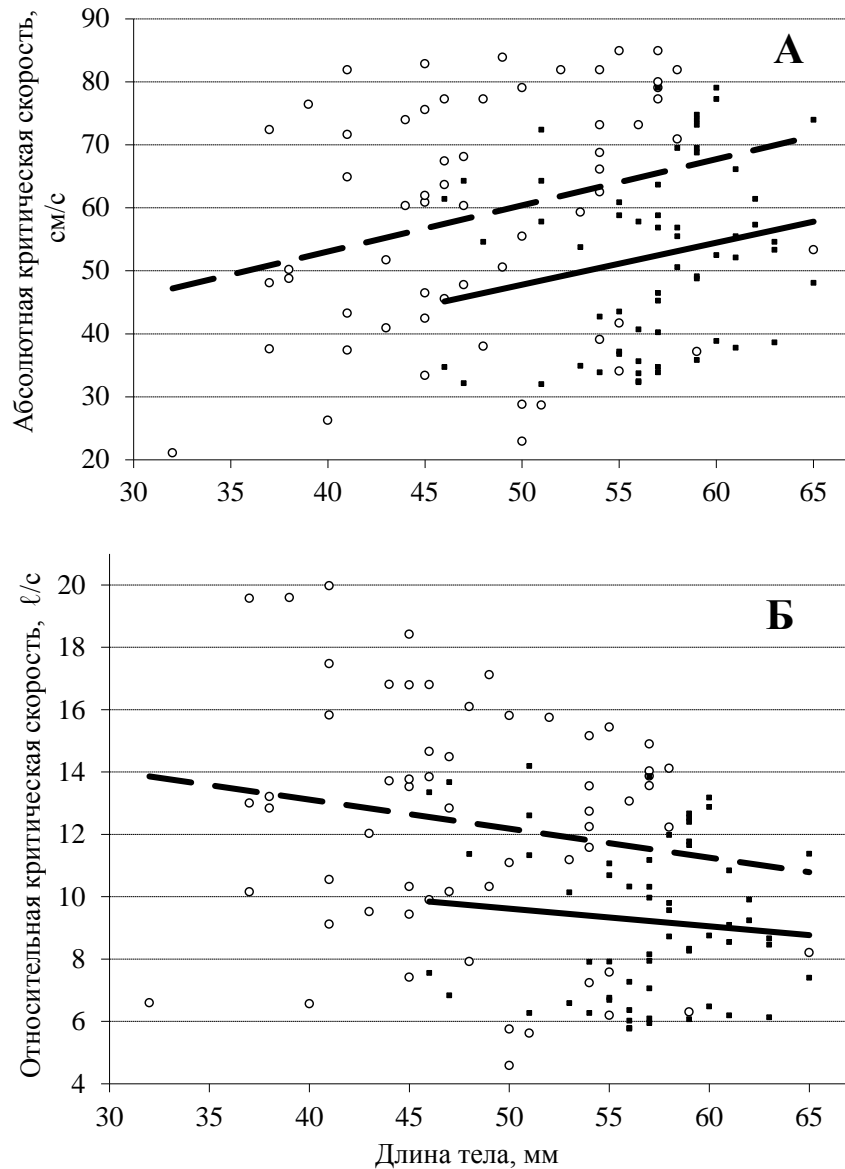 Абсолютная критическая скорость,
см/с
90
80
70
60
50
40
30
20
А
30 35 40 45 50 55 60 65
Относительная критическая скорость, ℓ/с
20
18
16
14
12
10
8
6
4
Б
30 35 40 45 50 55 60 65
Длина тела, мм